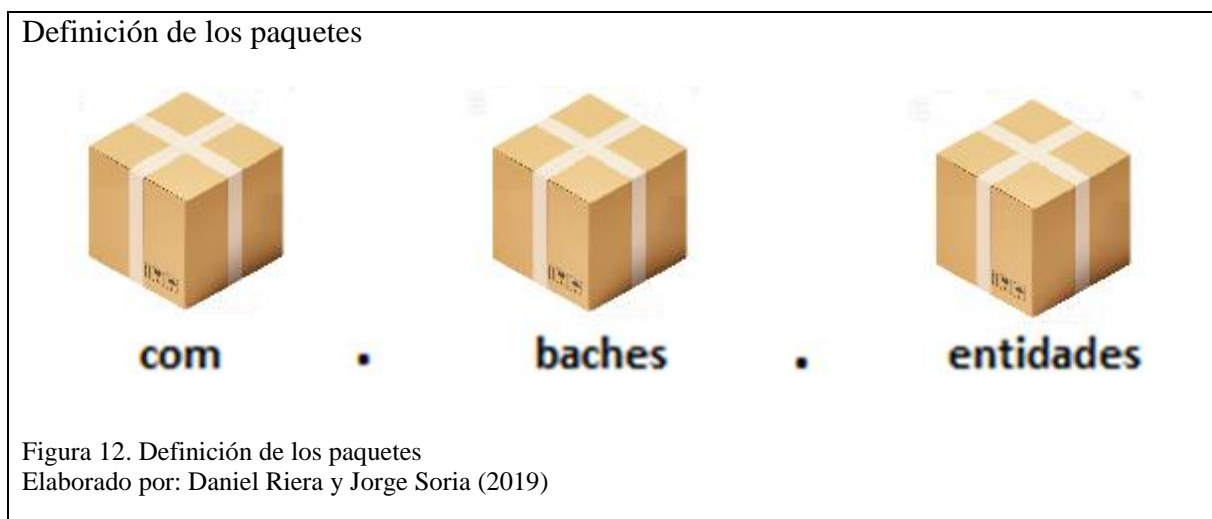 Definición de los paquetes
com . baches . entidades
Figura 12. Definición de los paquetes
Elaborado por: Daniel Riera y Jorge Soria (2019)